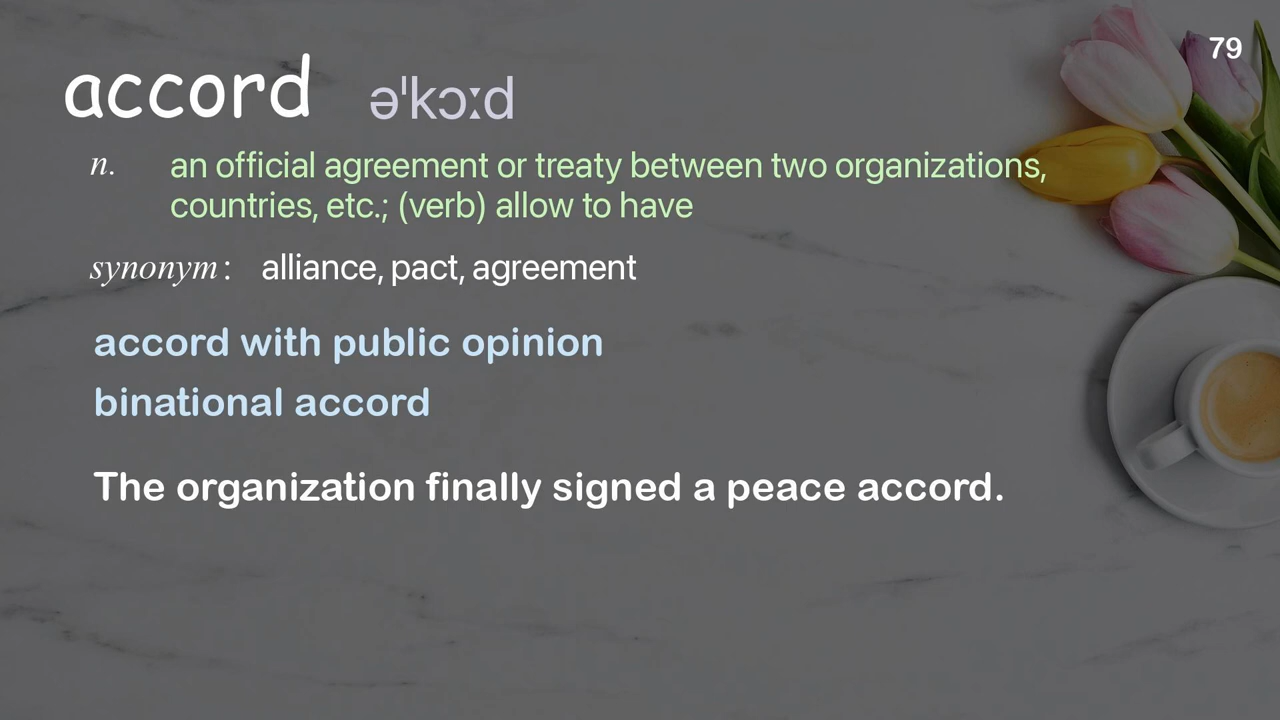 79
accord əˈkɔːd
n. an official agreement or treaty between two organizations,
countries, etc.; (verb) allow to have
synonym: alliance, pact, agreement
accord with public opinion
binational accord
The organization finally signed a peace accord.